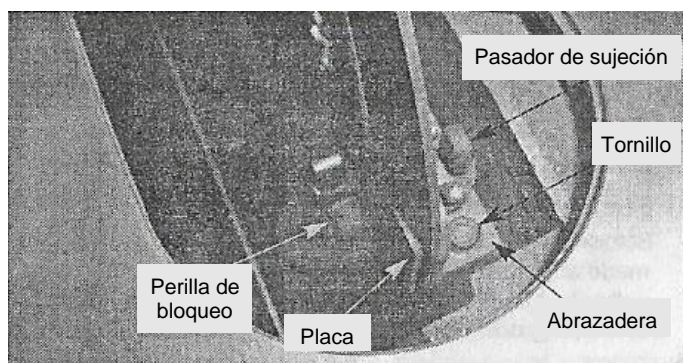 Pasador de sujeción
Tornillo
Perilla de
bloqueo
Placa
Abrazadera